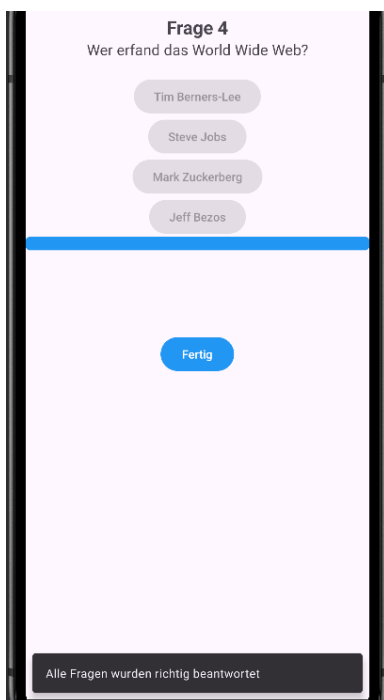 Frage 4
Wer erfand das World Wide Web?
Tim Berners-Lee
Steve Jobs
Mark Zuckerberg
Jeff Bezos
Fertig
Alle Fragen wurden richtig beantwortet